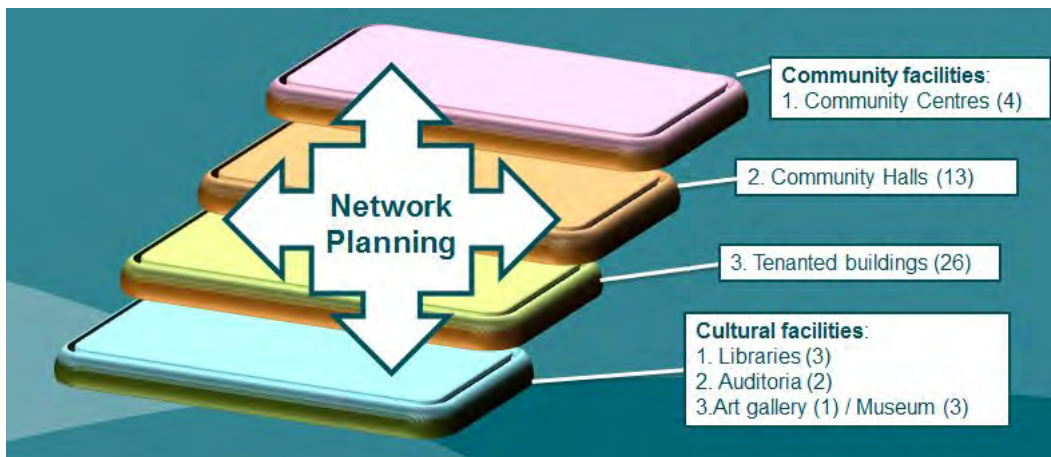 Community facilities:
1. Community Centres (4)
Network
Planning
2. Community Halls (13)
3. Tenanted buildings (26)
Cultural facilities:
1. Libraries (3)
2. Auditoria (2)
3.Art gallery (1) / Museum (3)